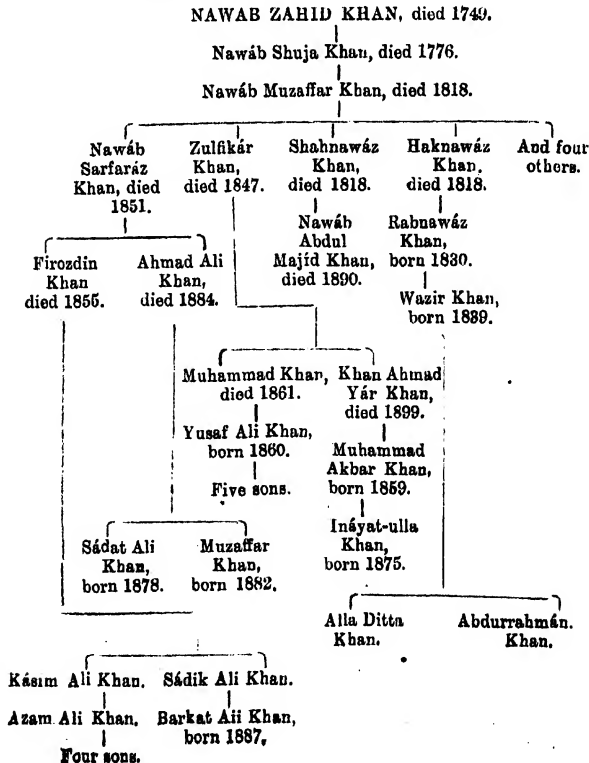 NAWAB ZAHID KHAN, died 1749.
Nawáb Shuja Khan, died 1776.
Nawáb Muzaffar Khan, died 1818.
Nawáb
Sarfaráz
Khan, died
1851.
Zulfikár
Khan,
died 1847.
Shahnawáz
Khan,
died 1818.
Haknawáz
Khan.
died 1818.
And four
others.
Nawáb
Abdul
Majíd Khan,
died 1890.
Rabnawáz
Khan,
born 1830.
Firozdin
Khan
died 1855.
Ahmad Ali
Khan,
died 1884.
Wazir Khan,
born 1839.
Muhammad Khan,
died 1861.
Khan Ahmad
Yár Khan,
died 1899.
Yusaf Ali Khan,
born 1860.
Muhammad
Akbar Khan,
born 1859.
Five sons.
Ináyat-ulla
Khan,
born 1875.
Sádat Ali
Khan,
born 1878.
Muzaffar
Khan,
born 1882.
Alla Ditta
Khan.
Abdurrahmán.
Khan.
Kásim Ali Khan.
Sádik Ali Khan.
Azam Ali Khan.
Barkat Aii Khan,
born 1887,
Four sons.